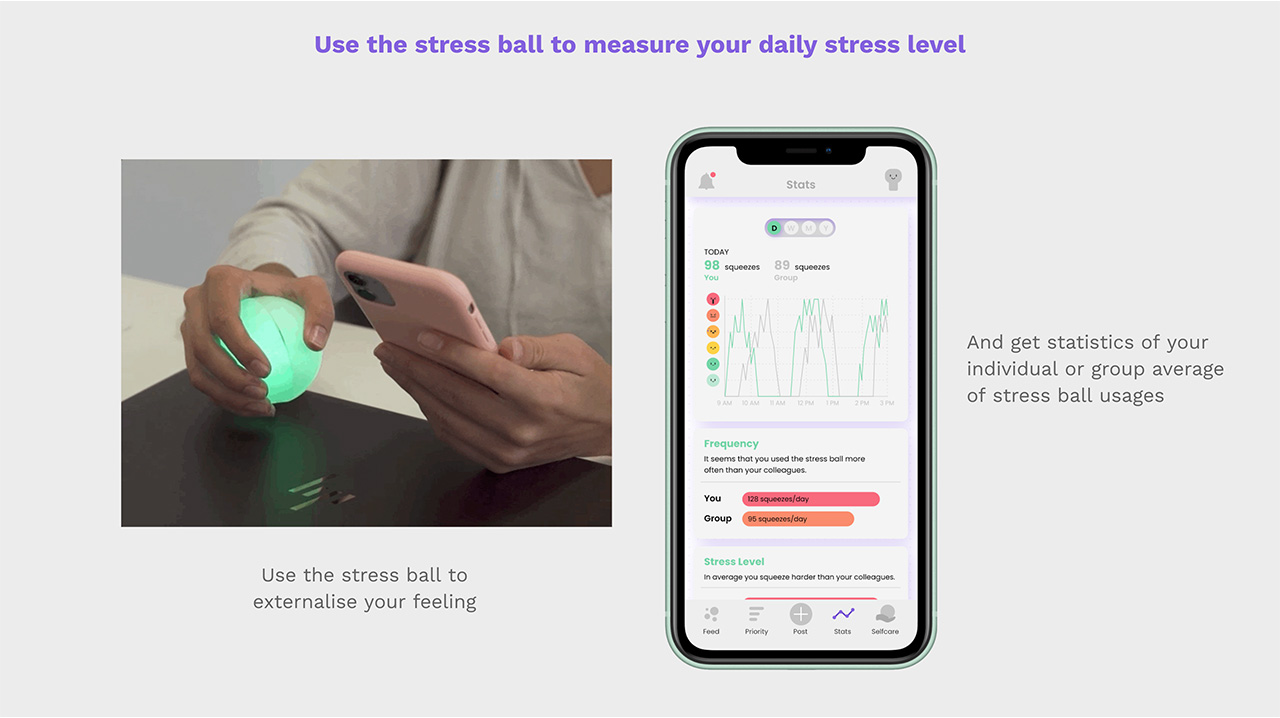 Use the stress ball to measure your daily stress level
Use the stress ball to
externalise your feeling
Stats
D W M Y
TODAY
98 squeezes 89 squeezes
You Group
9 AM 10 AM 11 AM 12 PM 1 PM 2 PM 3 PM
Frequency
It seems that you used the stress ball more
often than your colleagues.
You 128 squeezes/day
Group 95 squeezes/day
Stress Level
In average you squeeze harder than your colleagues.
Feed Priority Post Stats Selfcare
And get statistics of your
individual or group average
of stress ball usages